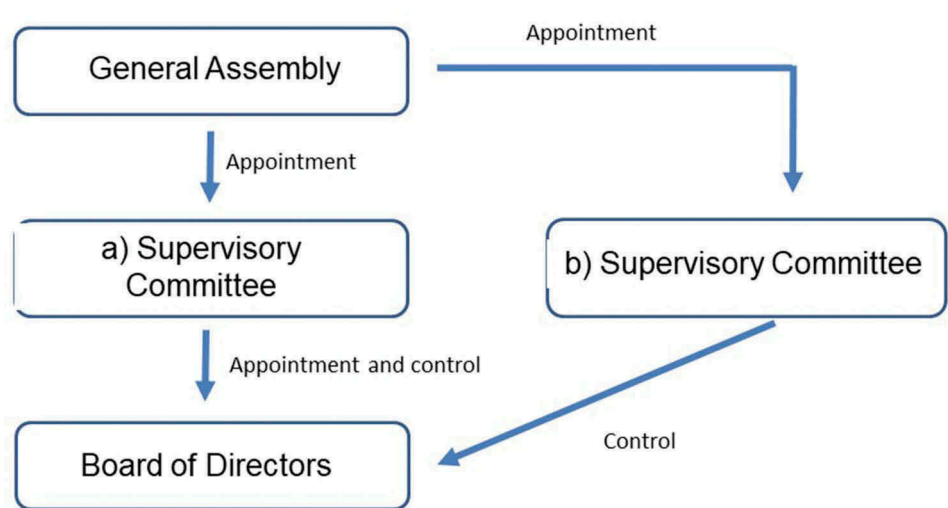 Appointment
General Assembly
Appointment
a) Supervisory
Committee
b) Supervisory Committee
Appointment and control
Control
Board of Directors